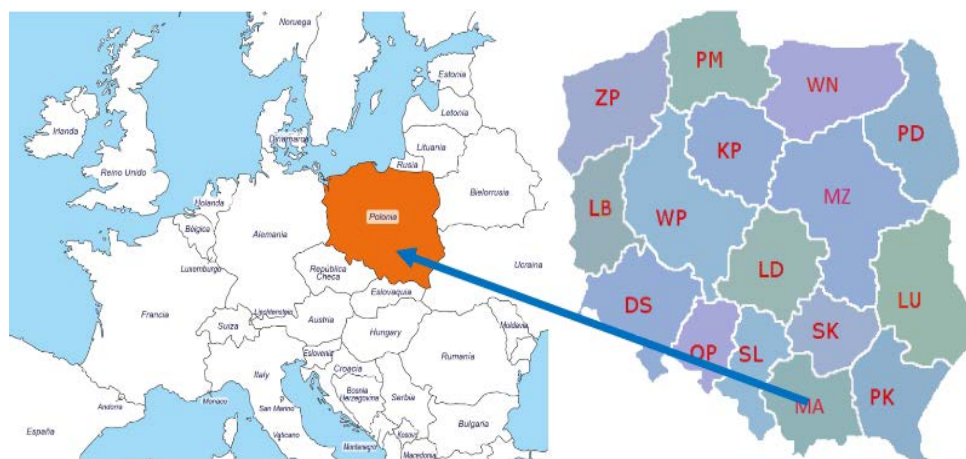 Noruega
Estonia
Letonia
Dinamarca
Lituania
Irlanda
Rusia
Reino Unido
Bielorrusia
Holanda
Polonia
Bélgica
Alemania
Luxemburgo
República
Checa
Ucraina
Eslovaquia
Francia
Liechtenstein
Austria
Hungary
Moldavia
Suiza
Eslovenia
Rumanía
Croacia
Italy
Bosnia
Herzegovina
Serbia
Andorra
Monaco
San Marino
España
Vaticano
Montenegro
Kosovo
Bulgaria
Macedonia
PM
WN
ZP
PD
KP
LB
MZ
WP
LD
LU
DS
SK
OP
SL
MA
PK